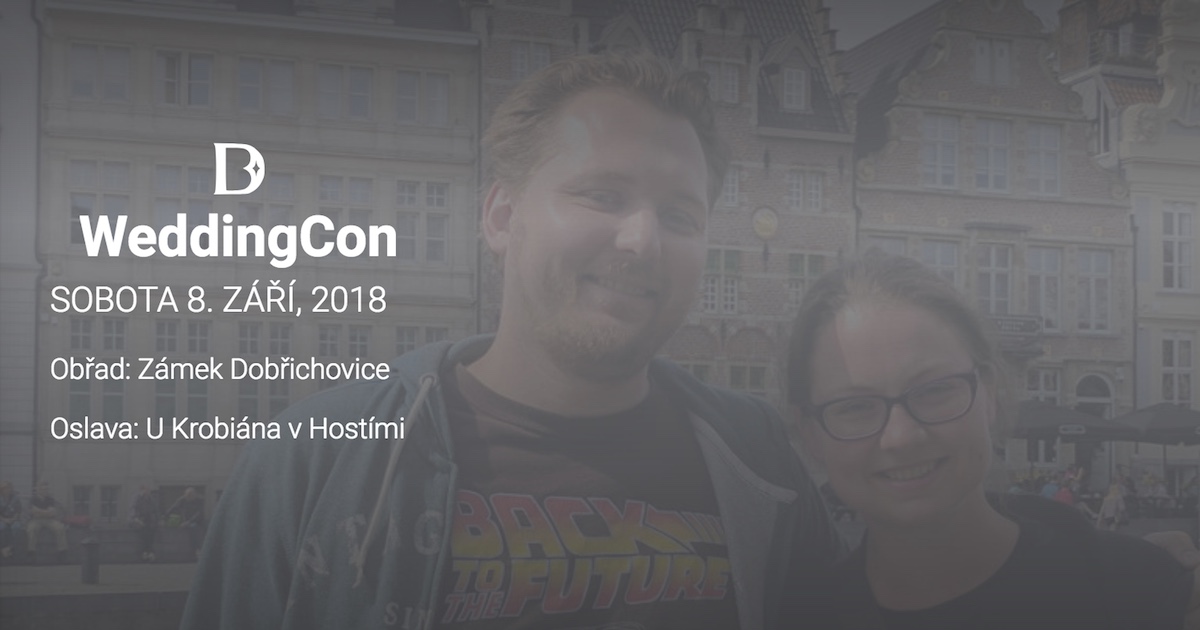 WeddingCon
SOBOTA 8. ZÁŘÍ, 2018
Obřad: Zámek Dobřichovice
Oslava: U Krobiána v Hostími
BACK
TO
THE FUTURE